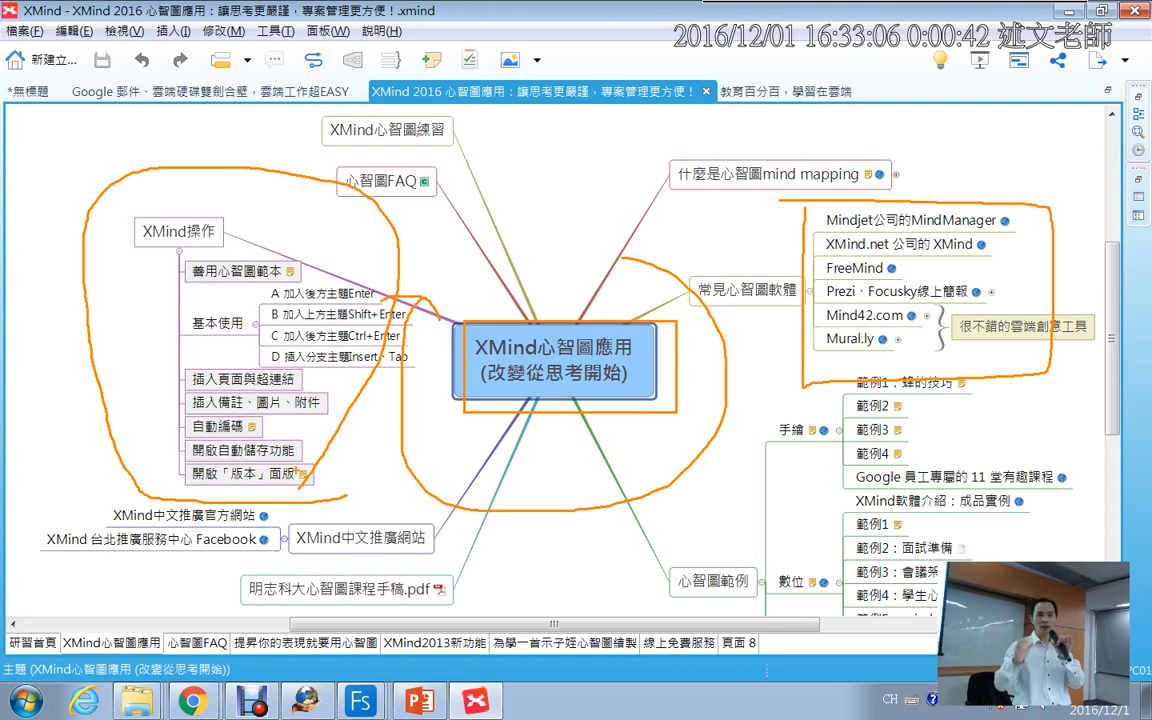 XMind - XMind 2016 心智圖應用：讓思考更嚴謹，專案管理更方便！.xmind
檔案(F) 編輯(E) 檢視(V) 插入(I) 修改(M) 工具(T) 面板(W) 說明(H)
2016/12/01 16:33:06 0:00:42 述文老師
新建立...
*無標題 Google 郵件、雲端硬碟雙劍合壁，雲端工作超EASY XMind 2016 心智圖應用：讓思考更嚴謹，專案管理更方便！ 教育百分百，學習在雲端
XMind心智圖練習
心智圖FAQ
什麼是心智圖mind mapping
XMind操作
善用心智圖範本
基本使用
A 加入後方主題Enter
B 加入上方主題Shift+Enter
C 加入後方主題Ctrl+Enter
D 插入分支主題Insert、Tab
插入頁面與超連結
插入備註、圖片、附件
自動編碼
開啟自動儲存功能
開啟「版本」面版
XMind心智圖應用
(改變從思考開始)
常見心智圖軟體
Mindjet公司的MindManager
XMind.net 公司的 XMind
FreeMind
Prezi、Focusky線上簡報
Mind42.com
Mural.ly
很不錯的雲端創意工具
手繪
範例1：蜂的技巧
範例2
範例3
範例4
Google 員工專屬的 11 堂有趣課程
XMind中文推廣官方網站
XMind 台北推廣服務中心 Facebook
XMind中文推廣網站
明志科大心智圖課程手稿.pdf
心智圖範例
數位
XMind軟體介紹：成品實例
範例1
範例2：面試準備
範例3：會議
範例4：學生心
研習首頁 XMind心智圖應用 心智圖FAQ 提昇你的表現就要用心智圖 XMind2013新功能 為學一首示子姪心智圖繪製 線上免費服務 頁面 8
主題 (XMind心智圖應用 (改變從思考開始))
PC01
CH
2016/12/1